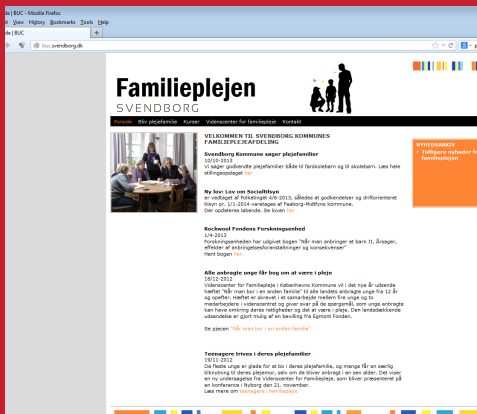 de | BUC - Mozilla Firefox
View History Bookmarks Tools Help
de | BUC
buc.svendborg.dk
Familieplejen
SVENDBORG
Forside Bliv plejefamilie Kurser Videnscenter for familiepleje Kontakt
VELKOMMEN TIL SVENDBORG KOMMUNES
FAMILIEPLEJEAFDELING
NYHEDSARKIV
Tidligere nyheder fr
familieplejen
Svendborg Kommune søger plejefamilier
10/10-2013
Vi søger godkendte plejefamilier både til førskolebørn og til skolebørn. Læs hele
stillingsopslaget her
Ny lov: Lov om Socialtilsyn
er vedtaget af Folketinget 4/6-2013, således at godkendelser og driftorienteret
tilsyn pr. 1/1-2014 varetages af Faaborg-Midtfyns kommune.
Der opdateres løbende. Se loven her
Rockwool Fondens Forskningsenhed
1/4-2013
Forskningsenheden har udgivet bogen "Når man anbringer et barn II, Årsager,
effekter af anbringelsesforanstaltninger og konsekvenser"
Hent bogen her
Alle anbragte unge får bog om at være i pleje
18/12-2012
Videnscenter for Familiepleje i Københavns Kommune vil i det nye år udsende
hæftet "Når man bor i en anden familie" til alle landets anbragte unge fra 12 år
og opefter. Hæftet er skrevet i et samarbejde mellem fire unge og to
medarbejdere i videnscentret og giver svar på de spørgsmål, som unge anbragte
kan have omkring deres rettigheder og det at være i pleje. Den landsdækkende
udsendelse er gjort mulig af en bevilling fra Egmont Fonden.
Se pjecen "Når man bor i en anden familie"
Teenagere trives i deres plejefamilier
19/11-2012
De fleste unge er glade for at bo i deres plejefamilie, og mange får en særlig
tilknytning til deres plejemor, selv om de bliver anbragt i en sen alder. Det viser
en ny undersøgelse fra Videnscenter for Familiepleje, som bliver præsenteret på
en konference i Nyborg den 21. november.
Læs mere om teenagere i familiepleje